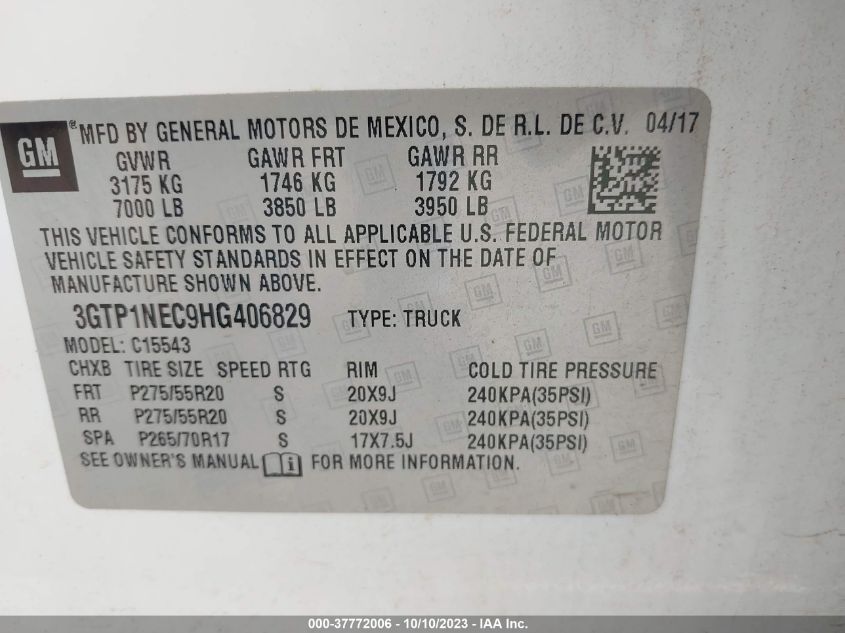 GM ® MFD BY GENERAL MOTORS DE MEXICO, S. DE R.L. DE C.V. 04/17
GVWR GAWR FRT GAWR RR
3175 KG 1746 KG 1792 KG
7000 LB 3850 LB 3950 LB
THIS VEHICLE CONFORMS TO ALL APPLICABLE U.S. FEDERAL MOTOR
VEHICLE SAFETY STANDARDS IN EFFECT ON THE DATE OF
MANUFACTURE SHOWN ABOVE.
3GTP1NEC9HG406829 TYPE: TRUCK
MODEL: C15543
CHXB TIRE SIZE SPEED RTG RIM COLD TIRE PRESSURE
FRT P275/55R20 S 20X9J 240KPA(35PSI)
RR P275/55R20 S 20X9J 240KPA(35PSI)
SPA P265/70R17 S 17X7.5J 240KPA(35PSI)
SEE OWNER'S MANUAL i FOR MORE INFORMATION.
000-37772006 - 10/10/2023 - IAA Inc.